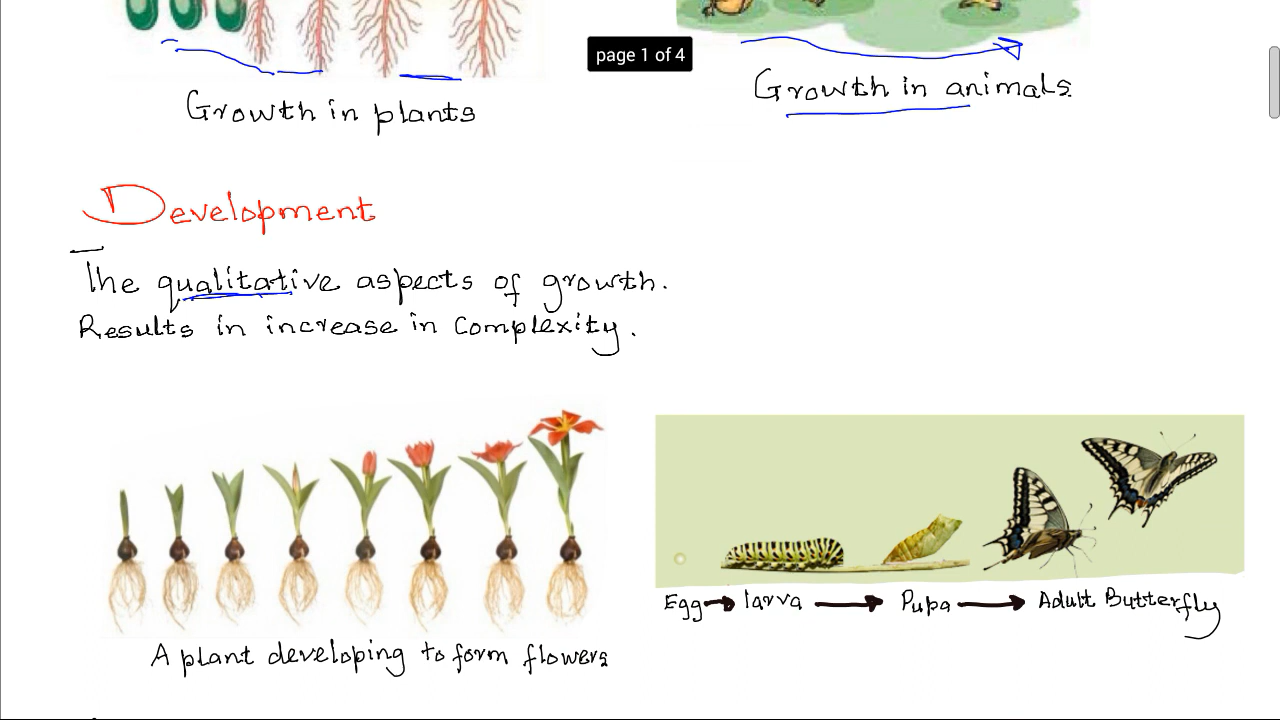 page 1 of 4
Growth in plants
Growth in animals
Development
The qualitative aspects of growth.
Results in increase in Complexity.
Egg → larva → Pupa → Adult Butterfly
A plant developing to form flowers